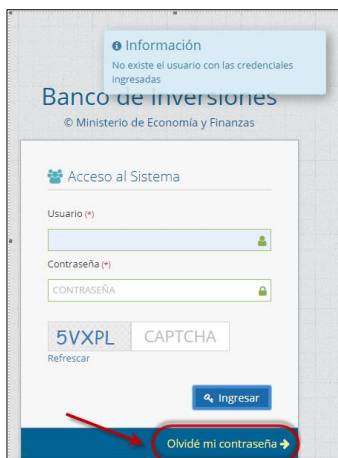 Información
No existe el usuario con las credenciales
ingresadas
Banco de Inversiones
© Ministerio de Economía y Finanzas
Acceso al Sistema
Usuario (*)
Contraseña (*)
CONTRASEÑA
5VXPL CAPTCHA
Refrescar
Ingresar
Olvidé mi contraseña